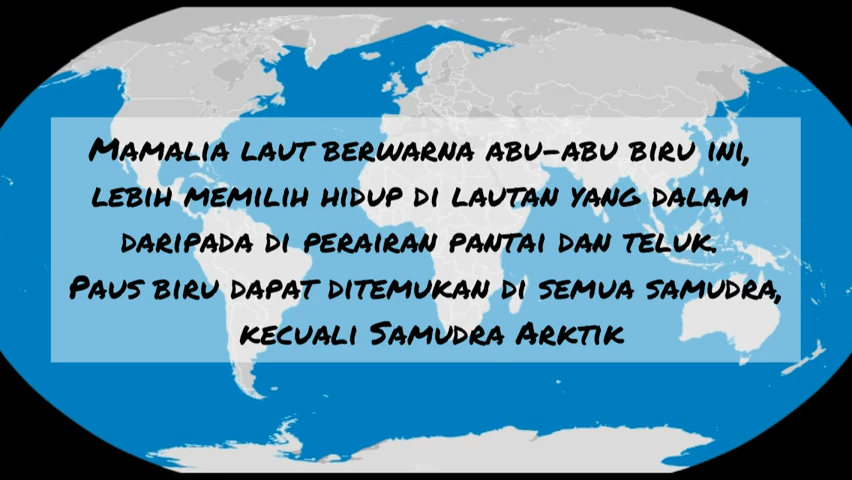 Mamalia laut berwarna abu-abu biru ini,
lebih memilih hidup di lautan yang dalam
daripada di perairan pantai dan teluk.
Paus biru dapat ditemukan di semua samudra,
kecuali Samudra Arktik